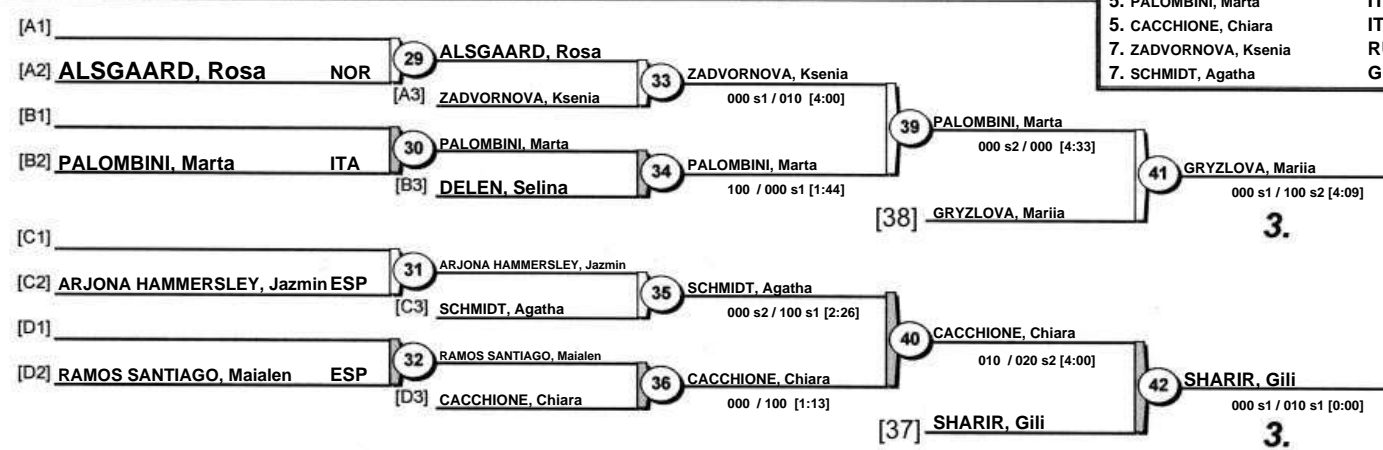 5. PALOMBINI, Marta
5. CACCHIONE, Chiara
7. ZADVORNOVA, Ksenia
7. SCHMIDT, Agatha
[A1]
[A2] ALSGAARD, Rosa NOR
29
ALSGAARD, Rosa
[A3] ZADVORNOVA, Ksenia
33
ZADVORNOVA, Ksenia
000 s1 / 010 [4:00]
[B1]
[B2] PALOMBINI, Marta ITA
30
PALOMBINI, Marta
[B3] DELEN, Selina
34
PALOMBINI, Marta
100 / 000 s1 [1:44]
39
PALOMBINI, Marta
000 s2 / 000 [4:33]
[38] GRYZLOVA, Mariia
41
GRYZLOVA, Mariia
000 s1 / 100 s2 [4:09]
3.
[C1]
[C2] ARJONA HAMMERSLEY, Jazmin ESP
31
ARJONA HAMMERSLEY, Jazmin
[C3] SCHMIDT, Agatha
35
SCHMIDT, Agatha
000 s2 / 100 s1 [2:26]
[D1]
[D2] RAMOS SANTIAGO, Maialen ESP
32
RAMOS SANTIAGO, Maialen
[D3] CACCHIONE, Chiara
36
CACCHIONE, Chiara
000 / 100 [1:13]
40
CACCHIONE, Chiara
010 / 020 s2 [4:00]
[37] SHARIR, Gili
42
SHARIR, Gili
000 s1 / 010 s1 [0:00]
3.